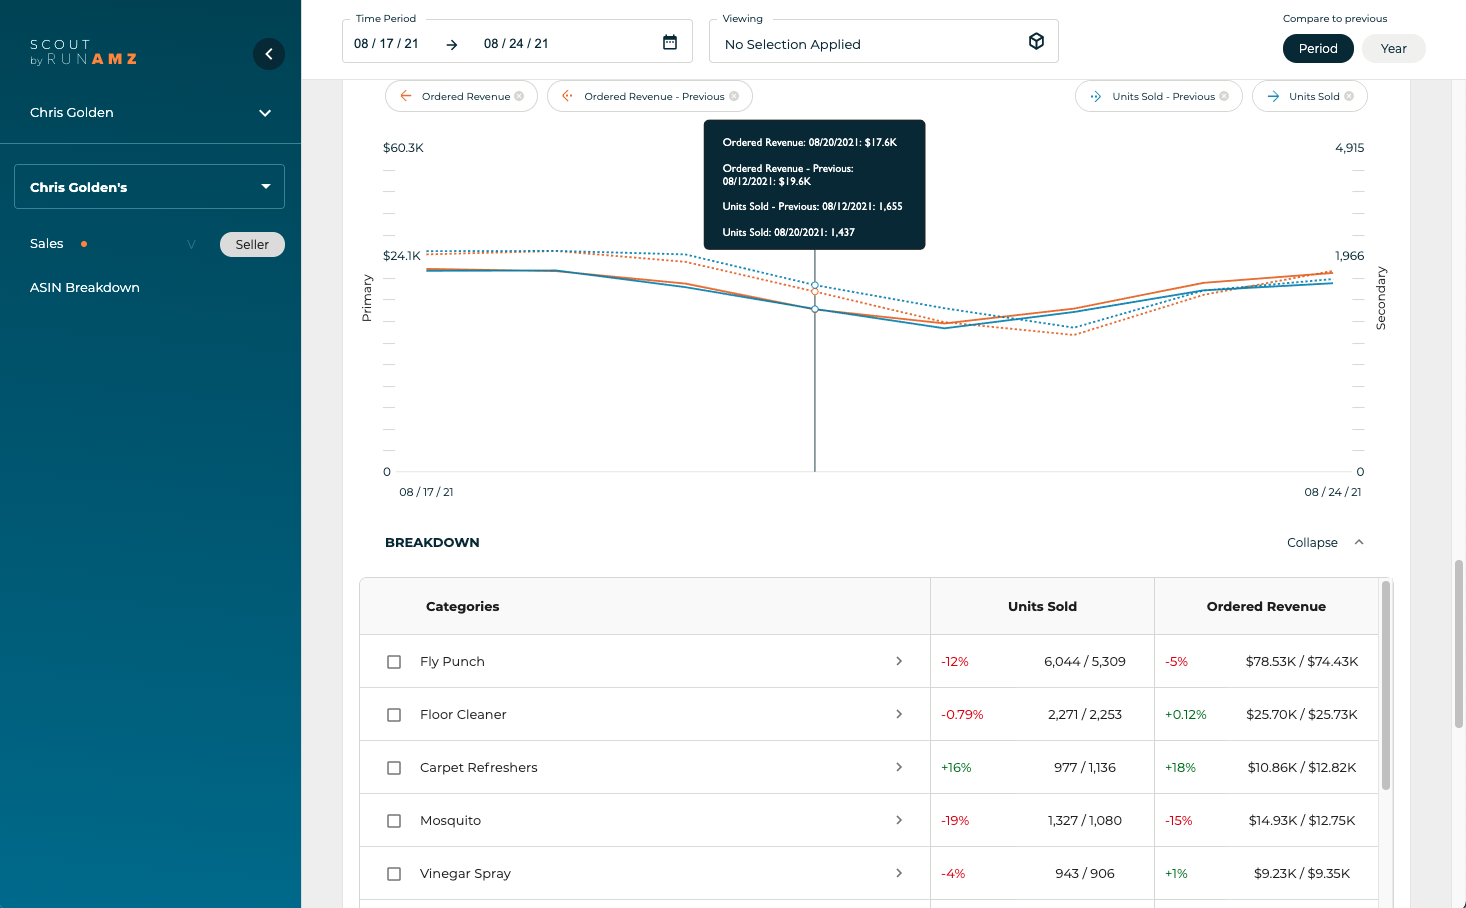 SCOUT
by RUNAMZ
Chris Golden
Chris Golden's
Sales
V
Seller
ASIN Breakdown
Time Period
08 / 17 / 21
08 / 24 / 21
Viewing
No Selection Applied
Compare to previous
Period
Year
Ordered Revenue
Ordered Revenue - Previous
Units Sold - Previous
Units Sold
Ordered Revenue: 08/20/2021: $17.6K
Ordered Revenue - Previous:
08/12/2021: $19.6K
Units Sold - Previous: 08/12/2021: 1,655
Units Sold: 08/20/2021: 1,437
$60.3K
4,915
$24.1K
1,966
Primary
Secondary
0
0
08 / 17 / 21
08 / 24 / 21
BREAKDOWN
Collapse
Categories
Units Sold
Ordered Revenue
Fly Punch
-12%
6,044 / 5,309
-5%
$78.53K / $74.43K
Floor Cleaner
-0.79%
2,271 / 2,253
+0.12%
$25.70K / $25.73K
Carpet Refreshers
+16%
977 / 1,136
+18%
$10.86K / $12.82K
Mosquito
-19%
1,327 / 1,080
-15%
$14.93K / $12.75K
Vinegar Spray
-4%
943 / 906
+1%
$9.23K / $9.35K